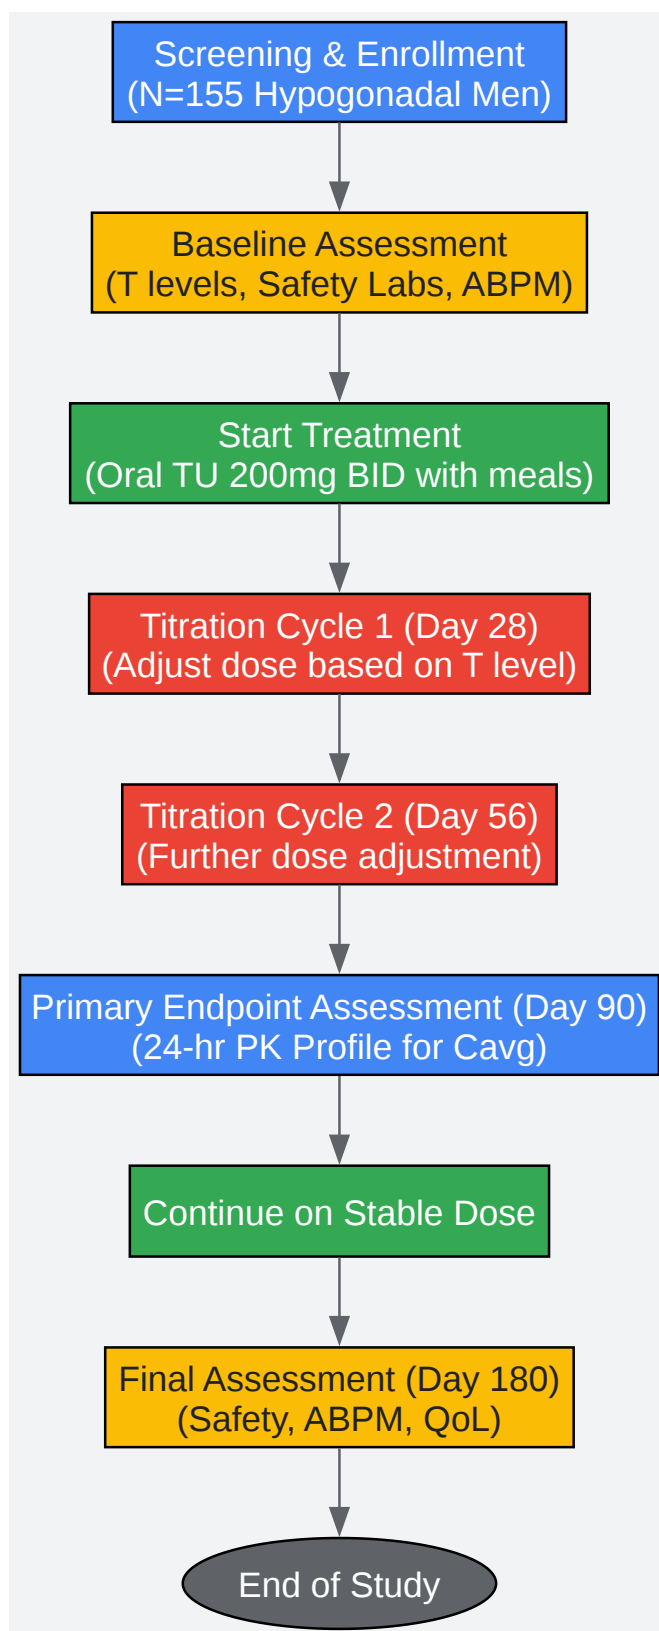 Screening & Enrollment
(N=155 Hypogonadal Men)
Baseline Assessment
(T levels, Safety Labs, ABPM)
Start Treatment
(Oral TU 200mg BID with meals)
Titration Cycle 1 (Day 28)
(Adjust dose based on T level)
Titration Cycle 2 (Day 56)
(Further dose adjustment)
Primary Endpoint Assessment (Day 90)
(24-hr PK Profile for Cavg)
Continue on Stable Dose
Final Assessment (Day 180)
(Safety, ABPM, QoL)
End of Study